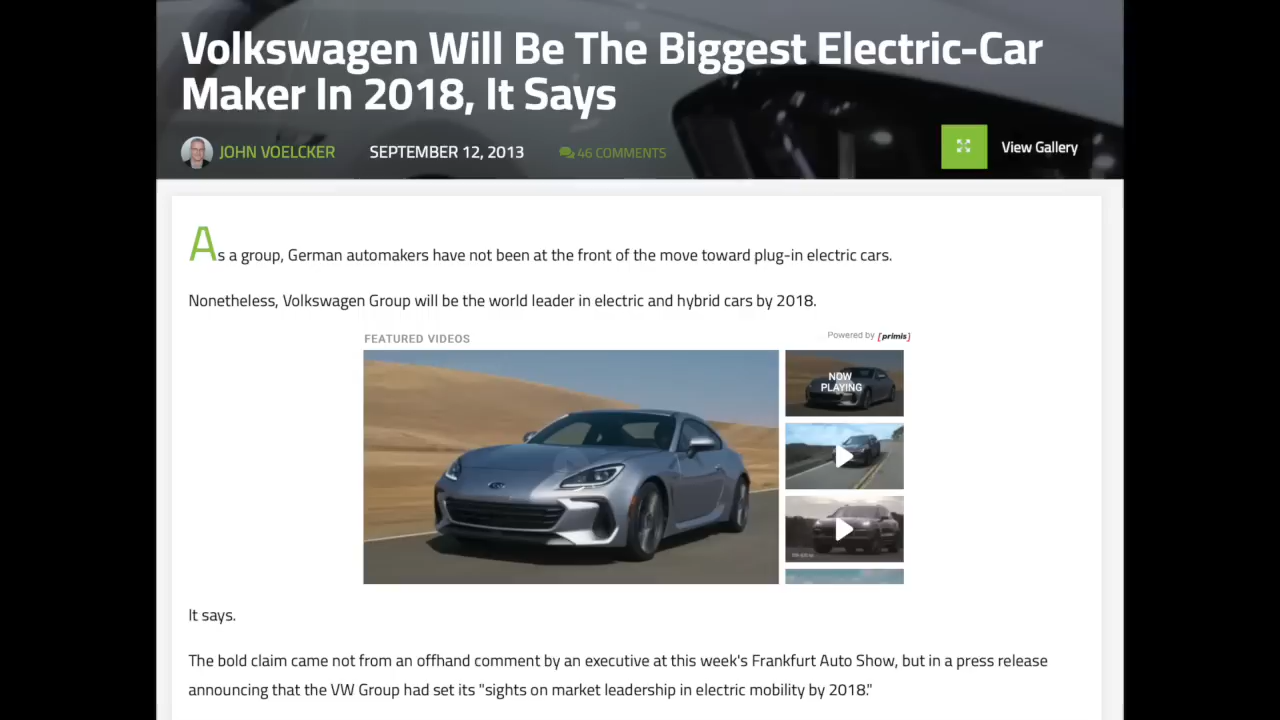 Volkswagen Will Be The Biggest Electric-Car
Maker In 2018, It Says
JOHN VOELCKER SEPTEMBER 12, 2013 46 COMMENTS
View Gallery
As a group, German automakers have not been at the front of the move toward plug-in electric cars.
Nonetheless, Volkswagen Group will be the world leader in electric and hybrid cars by 2018.
FEATURED VIDEOS
Powered by [primis]
NOW
PLAYING
It says.
The bold claim came not from an offhand comment by an executive at this week's Frankfurt Auto Show, but in a press release
announcing that the VW Group had set its "sights on market leadership in electric mobility by 2018."